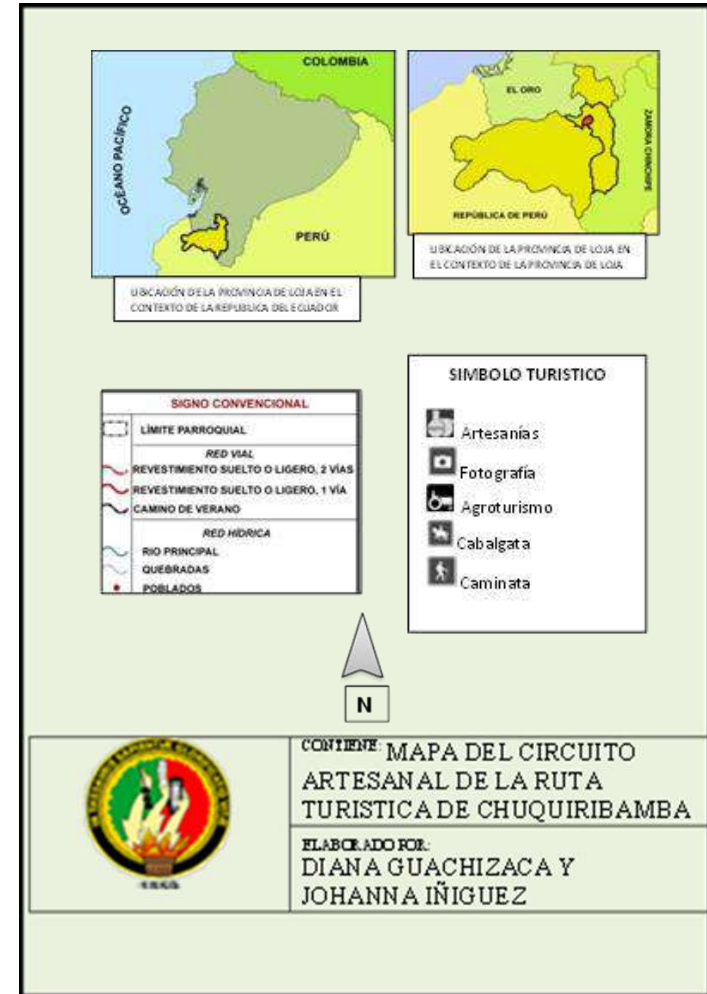 COLOMBIA
OCÉANO PACÍFICO
PERÚ
UBICACIÓN DE LA PROVINCIA DE LOJA EN EL
CONTEXTO DE LA REPUBLICA DEL ECUADOR
EL ORO
ZAMORA CHINCHIPE
REPÚBLICA DE PERÚ
UBICACIÓN DE LA PROVINCIA DE LOJA EN
EL CONTEXTO DE LA PROVINCIA DE LOJA
SIGNO CONVENCIONAL
LÍMITE PARROQUIAL
RED VIAL
REVESTIMIENTO SUELTO O LIGERO, 2 VÍAS
REVESTIMIENTO SUELTO O LIGERO, 1 VÍA
CAMINO DE VERANO
RED HÍDRICA
RIO PRINCIPAL
QUEBRADAS
POBLADOS
SIMBOLO TURISTICO
Artesanías
Fotografía
Agroturismo
Cabalgata
Caminata
N
CONTIENE: MAPA DEL CIRCUITO
ARTESANAL DE LA RUTA
TURISTICA DE CHUQUIRIBAMBA
ELABORADO POR:
DIANA GUACHIZACA Y
JOHANNA IÑIGUEZ